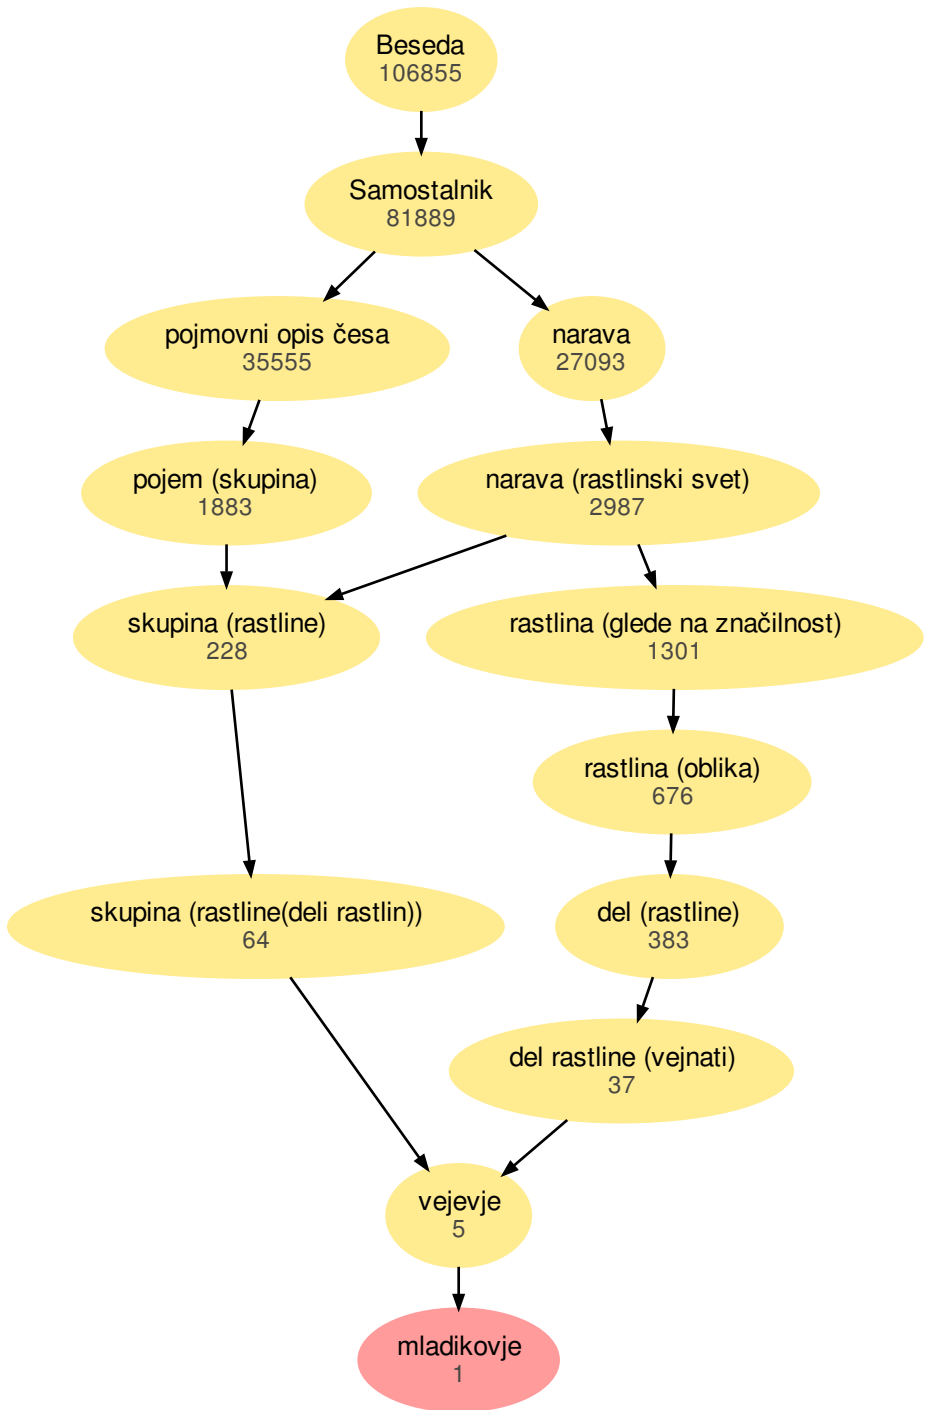 Beseda
106855
Samostalnik
81889
pojmovni opis česa
35555
narava
27093
pojem (skupina)
1883
narava (rastlinski svet)
2987
skupina (rastline)
228
rastlina (glede na značilnost)
1301
rastlina (oblika)
676
skupina (rastline(deli rastlin))
64
del (rastline)
383
del rastline (vejnati)
37
vejevje
5
mladikovje
1